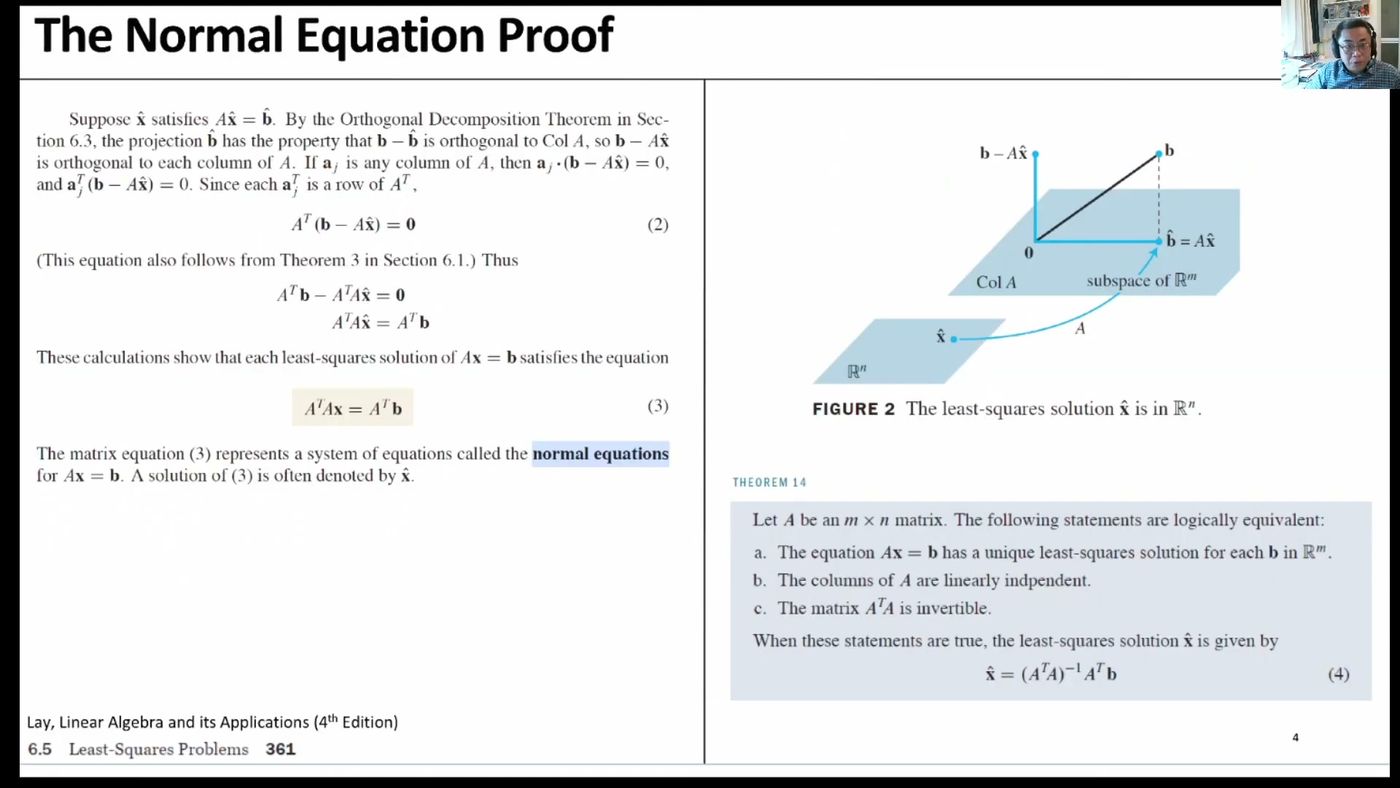 The Normal Equation Proof
Suppose x̂ satisfies Ax̂ = b̂. By the Orthogonal Decomposition Theorem in Sec-
tion 6.3, the projection b̂ has the property that b − b̂ is orthogonal to Col A, so b − Ax̂
is orthogonal to each column of A. If aⱼ is any column of A, then aⱼ · (b − Ax̂) = 0,
and aⱼᵀ(b − Ax̂) = 0. Since each aⱼᵀ is a row of Aᵀ,
Aᵀ(b − Ax̂) = 0 (2)
(This equation also follows from Theorem 3 in Section 6.1.) Thus
Aᵀb − AᵀAx̂ = 0
AᵀAx̂ = Aᵀb
These calculations show that each least-squares solution of Ax = b satisfies the equation
AᵀAx = Aᵀb (3)
The matrix equation (3) represents a system of equations called the normal equations
for Ax = b. A solution of (3) is often denoted by x̂.
Lay, Linear Algebra and its Applications (4th Edition)
6.5 Least-Squares Problems 361
b − Ax̂
b
0
b̂ = Ax̂
Col A
subspace of ℝᵐ
A
x̂
ℝⁿ
FIGURE 2 The least-squares solution x̂ is in ℝⁿ.
THEOREM 14
Let A be an m × n matrix. The following statements are logically equivalent:
a. The equation Ax = b has a unique least-squares solution for each b in ℝᵐ.
b. The columns of A are linearly indpendent.
c. The matrix AᵀA is invertible.
When these statements are true, the least-squares solution x̂ is given by
x̂ = (AᵀA)⁻¹Aᵀb (4)
4